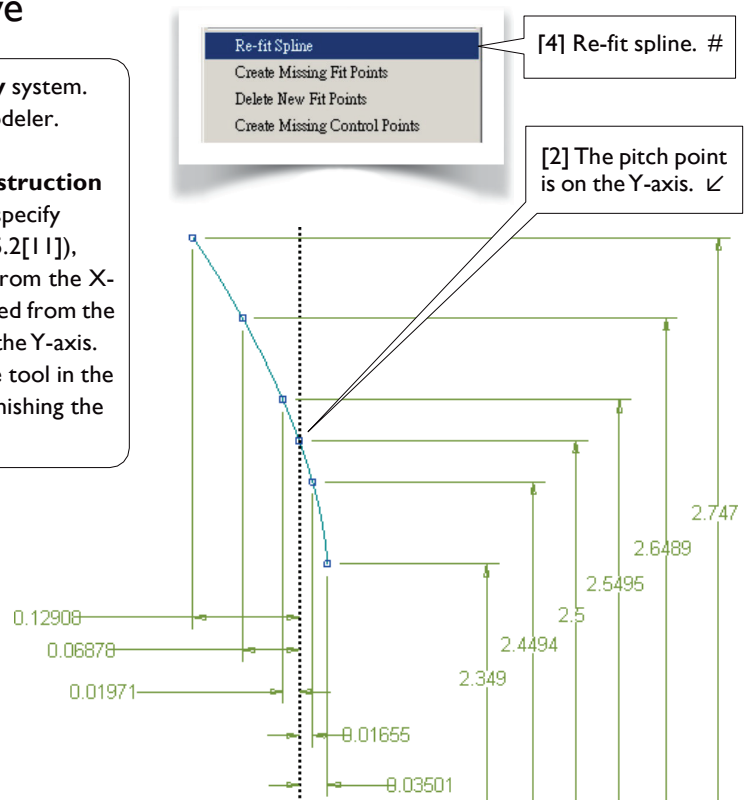 ve
y system.
odeler.
struction
specify
5.2[11]),
from the X-
ed from the
the Y-axis.
e tool in the
nishing the
Re-fit Spline
Create Missing Fit Points
Delete New Fit Points
Create Missing Control Points
[4] Re-fit spline. #
[2] The pitch point
is on the Y-axis. ↙
2.747
2.6489
2.5495
2.5
2.4494
2.349
0.12908
0.06878
0.01971
0.01655
0.03501